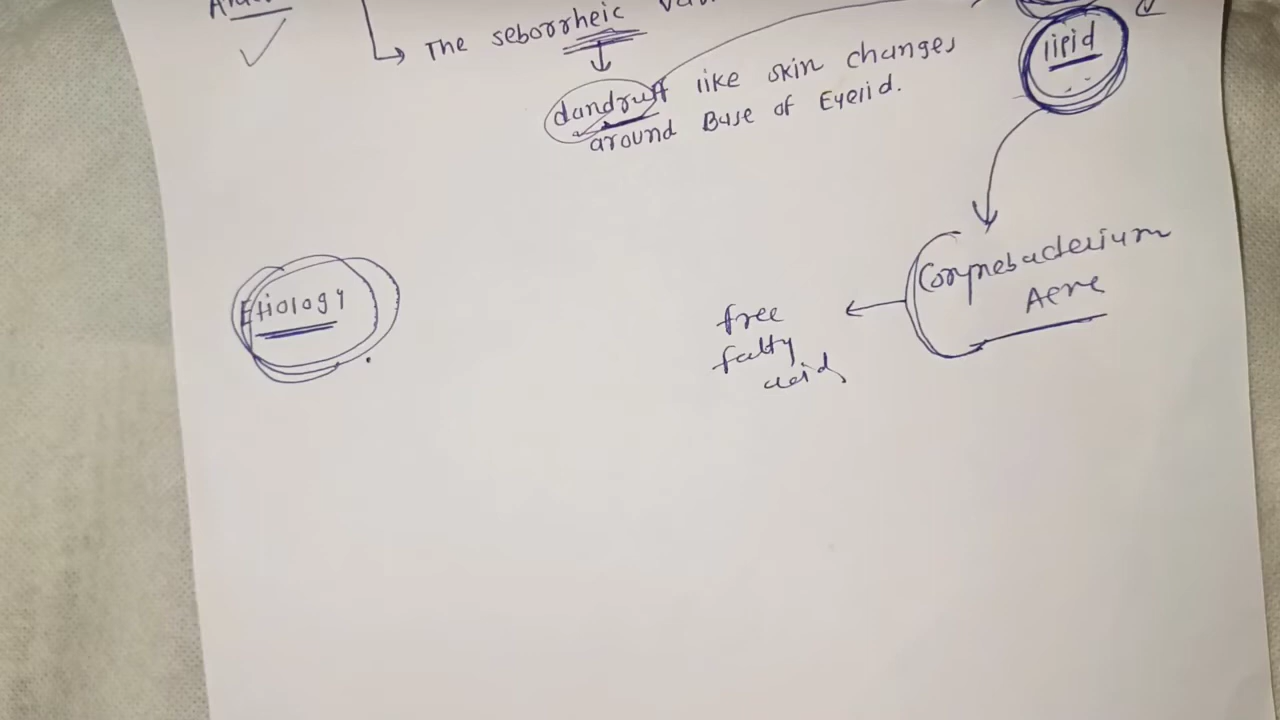 The seborrheic
lipid
dandruff like skin changes
around Base of Eyelid.
Etiology
Corynebacterium
Acne
free
fatty
acid